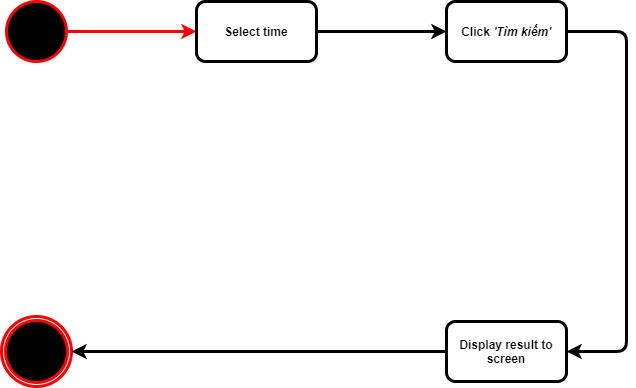 Select time
Click 'Tìm kiếm'
Display result to
screen